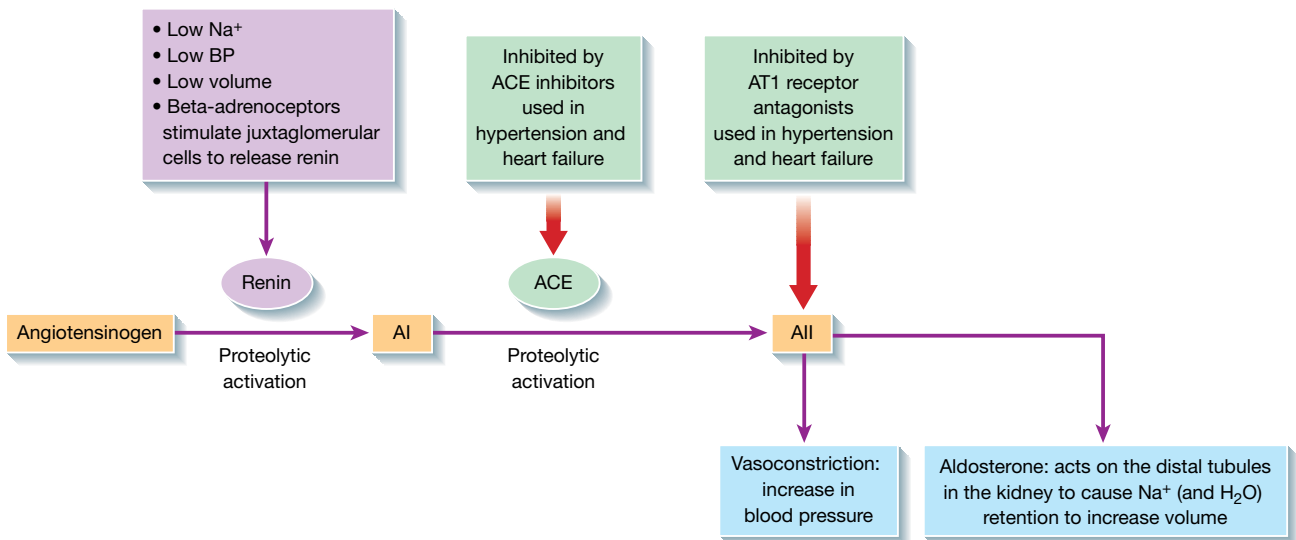 • Low Na⁺
• Low BP
• Low volume
• Beta-adrenoceptors
stimulate juxtaglomerular
cells to release renin
Inhibited by
ACE inhibitors
used in
hypertension and
heart failure
Inhibited by
AT1 receptor
antagonists
used in hypertension
and heart failure
Renin
ACE
Angiotensinogen
AI
AII
Proteolytic
activation
Proteolytic
activation
Vasoconstriction:
increase in
blood pressure
Aldosterone: acts on the distal tubules
in the kidney to cause Na⁺ (and H₂O)
retention to increase volume